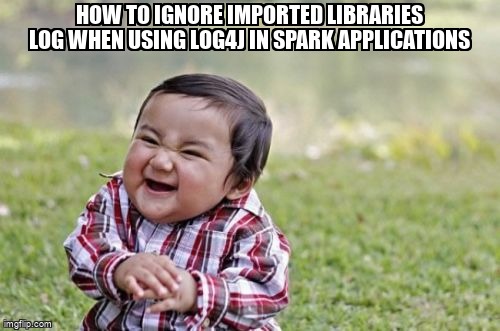 HOW TO IGNORE IMPORTED LIBRARIES
LOG WHEN USING LOG4J IN SPARK APPLICATIONS
imgflip.com